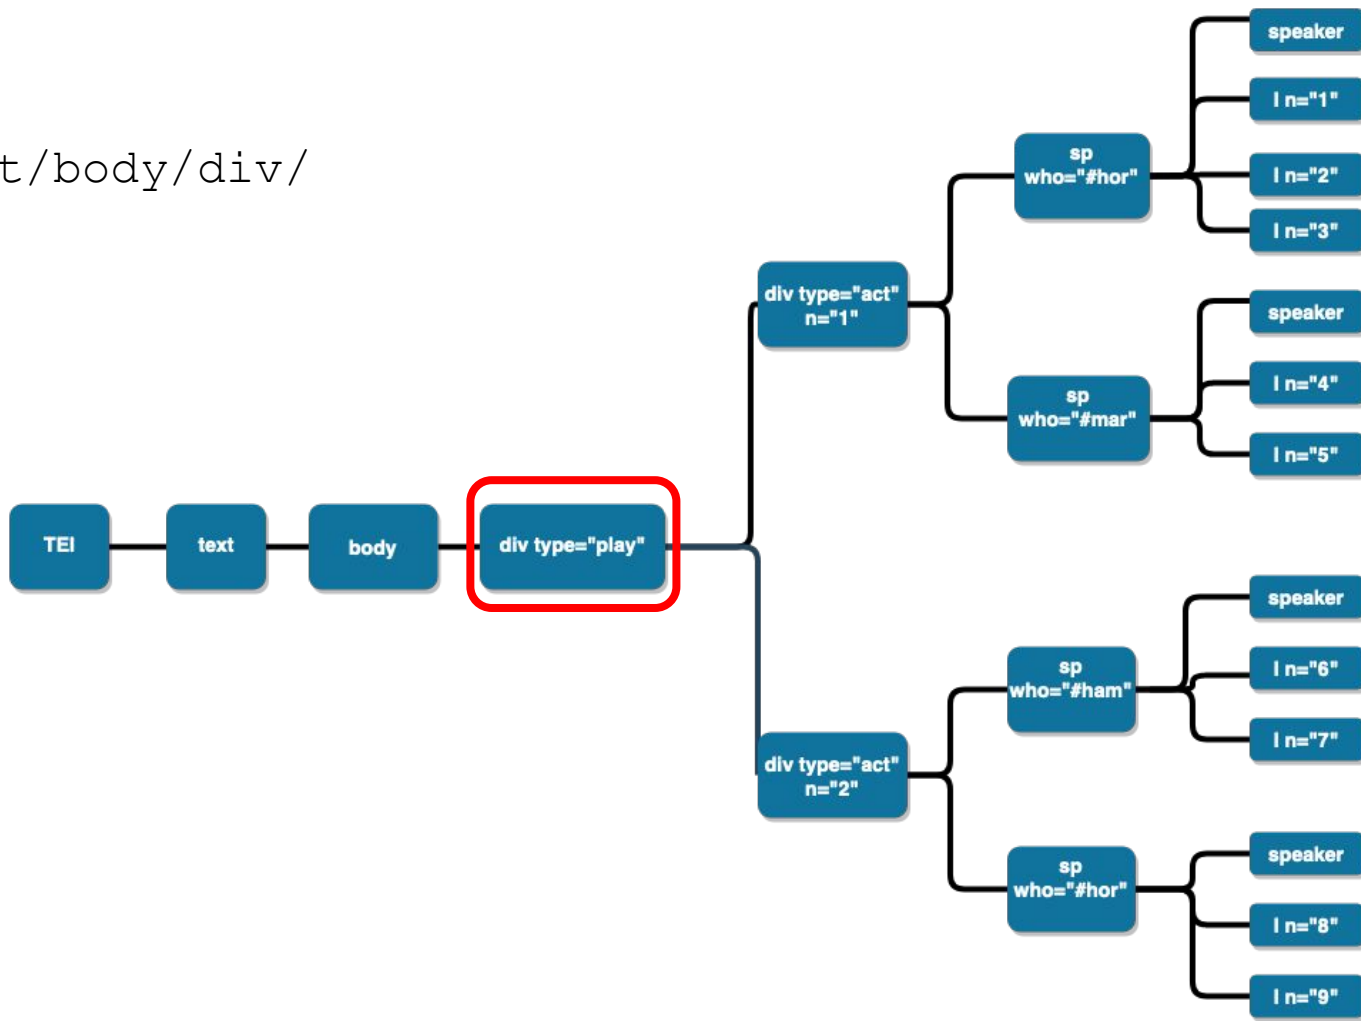 t/body/div/
TEI
text
body
div type="play"
div type="act"
n="1"
sp
who="#hor"
speaker
l n="1"
l n="2"
l n="3"
sp
who="#mar"
speaker
l n="4"
l n="5"
div type="act"
n="2"
sp
who="#ham"
speaker
l n="6"
l n="7"
sp
who="#hor"
speaker
l n="8"
l n="9"